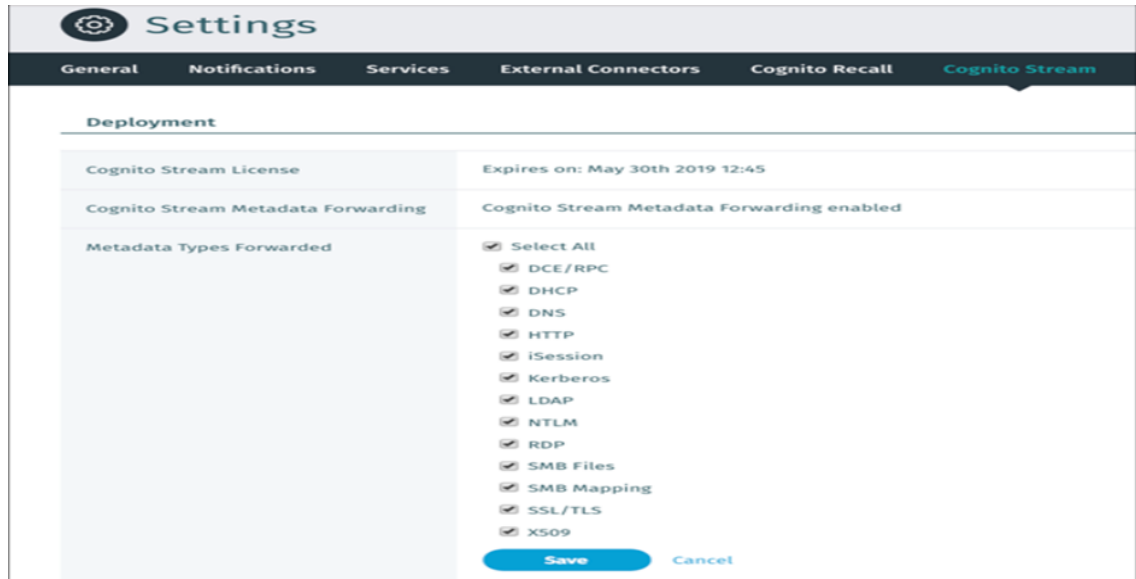 Settings
General Notifications Services External Connectors Cognito Recall Cognito Stream
Deployment
Cognito Stream License Expires on: May 30th 2019 12:45
Cognito Stream Metadata Forwarding Cognito Stream Metadata Forwarding enabled
Metadata Types Forwarded Select All
DCE/RPC
DHCP
DNS
HTTP
iSession
Kerberos
LDAP
NTLM
RDP
SMB Files
SMB Mapping
SSL/TLS
X509
Save Cancel